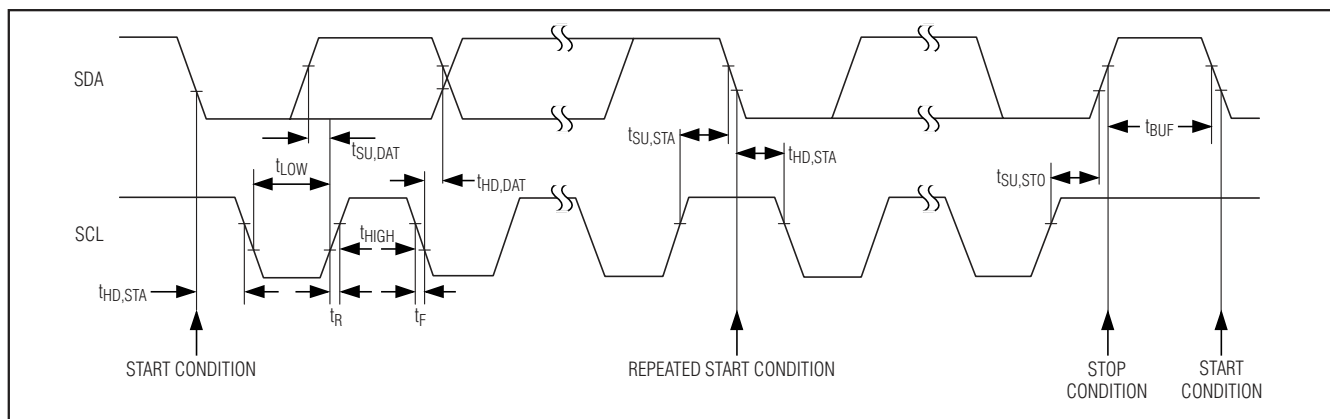 SDA
tSU,DAT
tLOW
tHD,DAT
tSU,STA
tHD,STA
tBUF
tSU,STO
SCL
tHIGH
tHD,STA
tR
tF
START CONDITION
REPEATED START CONDITION
STOP
CONDITION
START
CONDITION